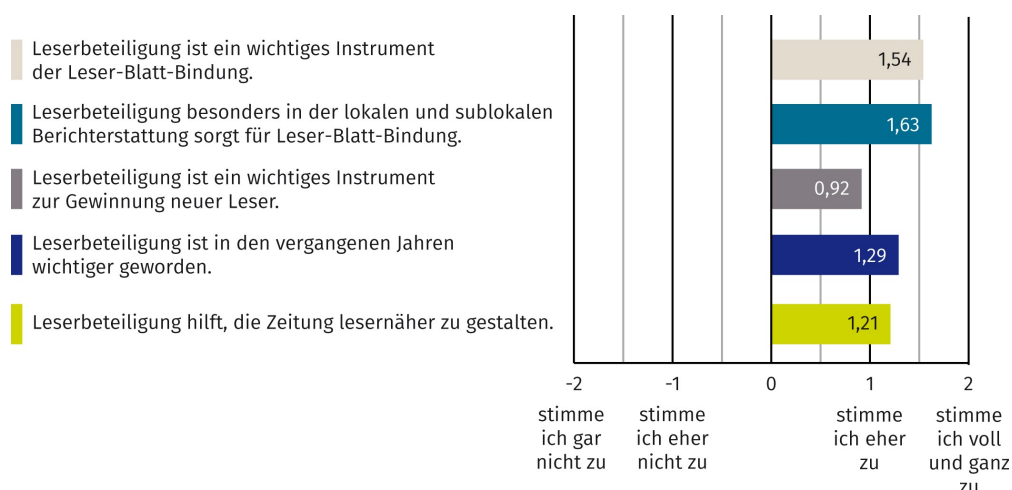 Leserbeteiligung ist ein wichtiges Instrument
der Leser-Blatt-Bindung.
1,54
Leserbeteiligung besonders in der lokalen und sublokalen
Berichterstattung sorgt für Leser-Blatt-Bindung.
1,63
Leserbeteiligung ist ein wichtiges Instrument
zur Gewinnung neuer Leser.
0,92
Leserbeteiligung ist in den vergangenen Jahren
wichtiger geworden.
1,29
Leserbeteiligung hilft, die Zeitung lesernäher zu gestalten.
1,21
-2 -1 0 1 2
stimme stimme stimme stimme
ich gar ich eher ich eher ich voll
nicht zu nicht zu zu und ganz
zu